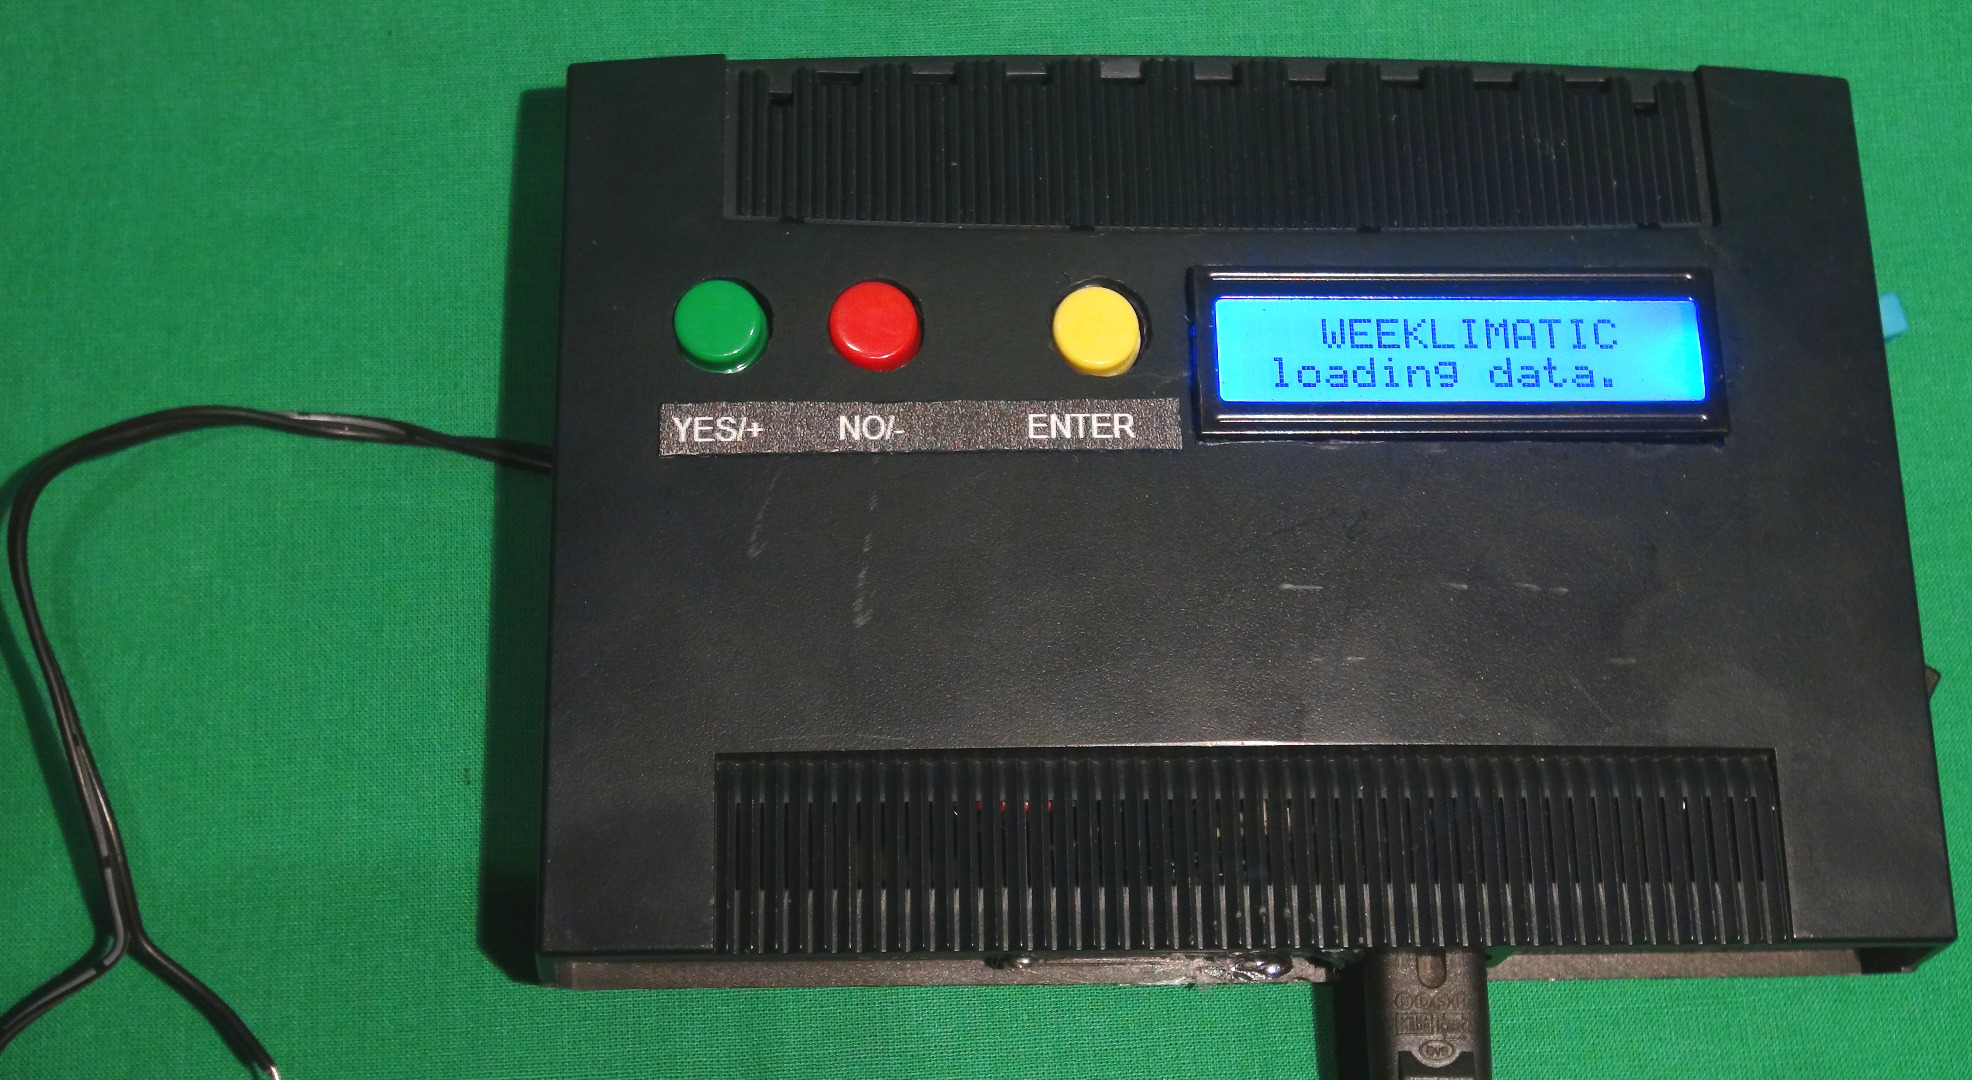 WEEKLIMATIC
loading data.
YES/+ NO/- ENTER